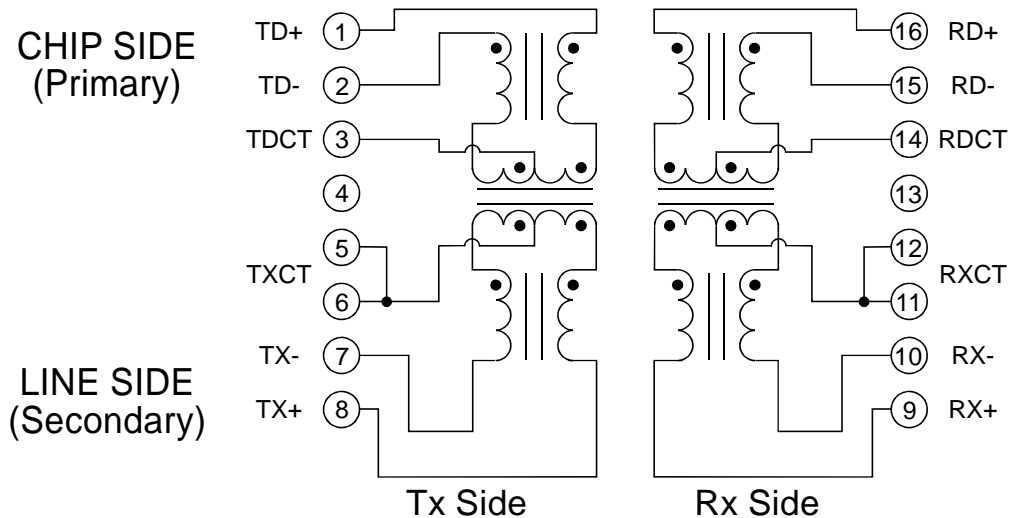 CHIP SIDE
(Primary)
TD+ 1
TD- 2
TDCT 3
4
5
TXCT
6
TX- 7
TX+ 8
LINE SIDE
(Secondary)
16 RD+
15 RD-
14 RDCT
13
12
RXCT
11
10 RX-
9 RX+
Tx Side
Rx Side